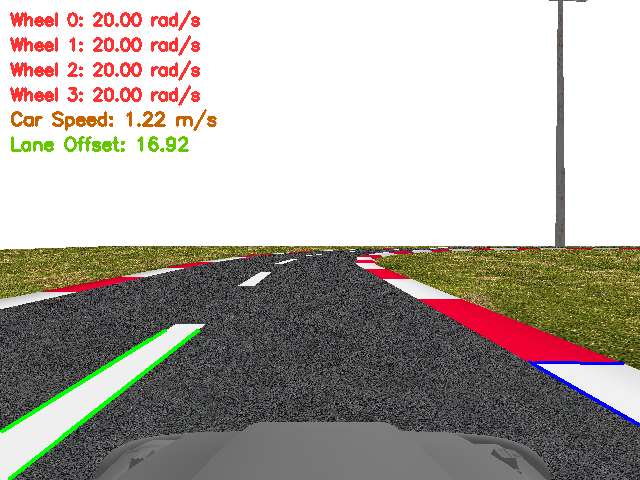 Wheel 0: 20.00 rad/s
Wheel 1: 20.00 rad/s
Wheel 2: 20.00 rad/s
Wheel 3: 20.00 rad/s
Car Speed: 1.22 m/s
Lane Offset: 16.92